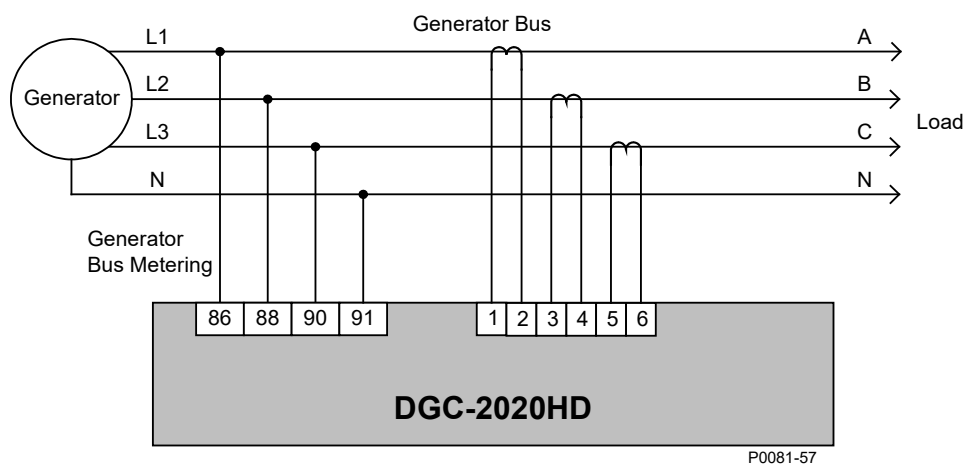 Generator Bus
L1
A
L2
B
Generator
L3
C
Load
N
N
Generator
Bus Metering
86 88 90 91 1 2 3 4 5 6
DGC-2020HD
P0081-57